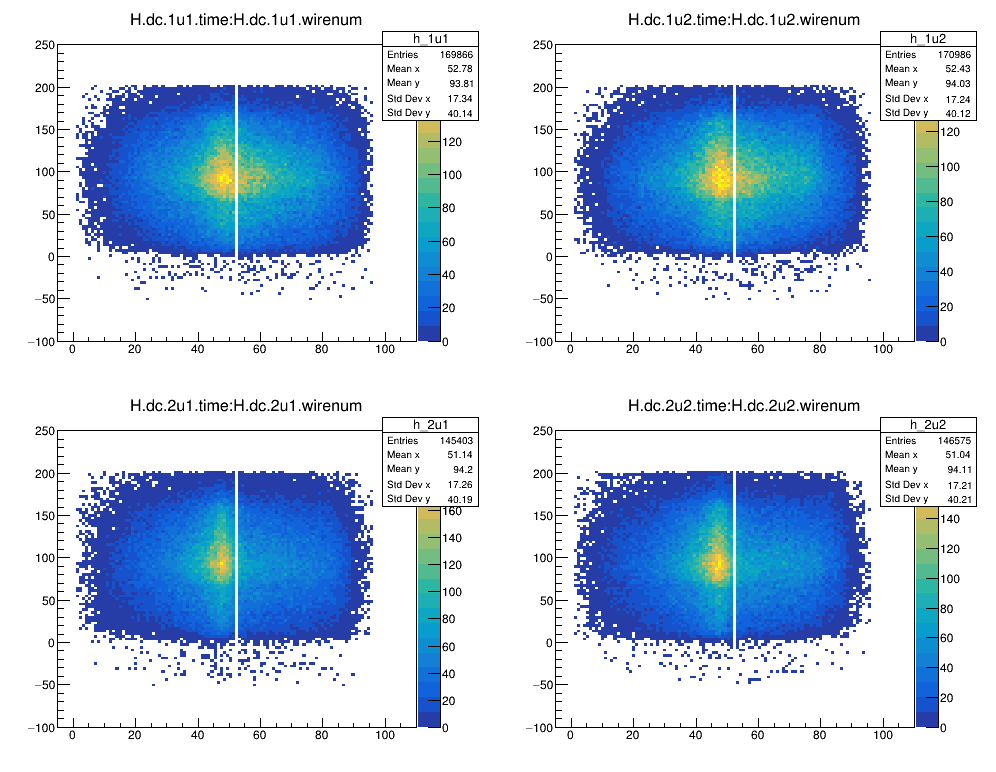 H.dc.1u1.time:H.dc.1u1.wirenum
h_1u1
Entries 169866
Mean x 52.78
Mean y 93.81
Std Dev x 17.34
Std Dev y 40.14
250
200
150
100
50
0
−50
−100
0 20 40 60 80 100
120
100
80
60
40
20
0
H.dc.1u2.time:H.dc.1u2.wirenum
h_1u2
Entries 170986
Mean x 52.43
Mean y 94.03
Std Dev x 17.24
Std Dev y 40.12
250
200
150
100
50
0
−50
−100
0 20 40 60 80 100
120
100
80
60
40
20
0
H.dc.2u1.time:H.dc.2u1.wirenum
h_2u1
Entries 145403
Mean x 51.14
Mean y 94.2
Std Dev x 17.26
Std Dev y 40.19
250
200
150
100
50
0
−50
−100
0 20 40 60 80 100
160
140
120
100
80
60
40
20
0
H.dc.2u2.time:H.dc.2u2.wirenum
h_2u2
Entries 146575
Mean x 51.04
Mean y 94.11
Std Dev x 17.21
Std Dev y 40.21
250
200
150
100
50
0
−50
−100
0 20 40 60 80 100
140
120
100
80
60
40
20
0